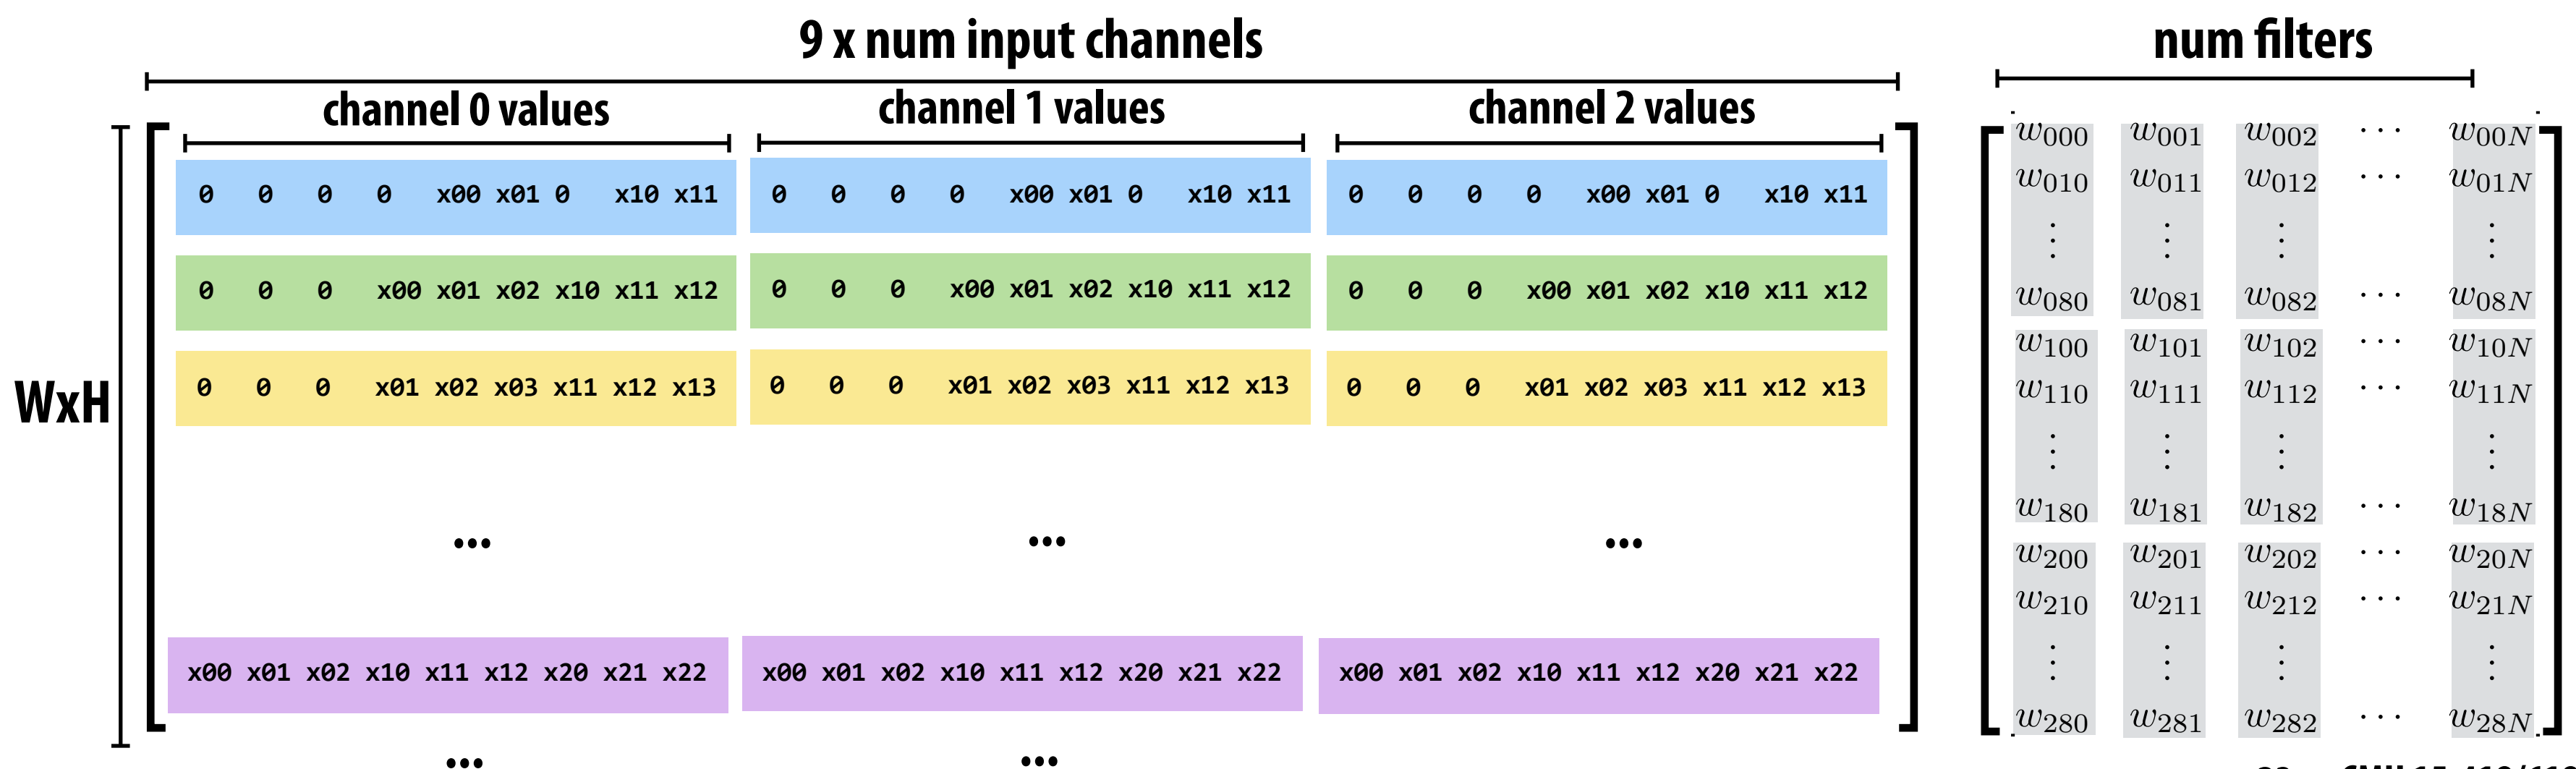 9 x num input channels
num filters
channel 0 values channel 1 values channel 2 values
0 0 0 0 x00 x01 0 x10 x11 0 0 0 0 x00 x01 0 x10 x11 0 0 0 0 x00 x01 0 x10 x11
0 0 0 x00 x01 x02 x10 x11 x12 0 0 0 x00 x01 x02 x10 x11 x12 0 0 0 x00 x01 x02 x10 x11 x12
0 0 0 x01 x02 x03 x11 x12 x13 0 0 0 x01 x02 x03 x11 x12 x13 0 0 0 x01 x02 x03 x11 x12 x13
WxH
... ... ...
x00 x01 x02 x10 x11 x12 x20 x21 x22 x00 x01 x02 x10 x11 x12 x20 x21 x22 x00 x01 x02 x10 x11 x12 x20 x21 x22
... ...
w000 w001 w002 ⋯ w00N
w010 w011 w012 ⋯ w01N
⋮ ⋮ ⋮ ⋮
w080 w081 w082 ⋯ w08N
w100 w101 w102 ⋯ w10N
w110 w111 w112 ⋯ w11N
⋮ ⋮ ⋮ ⋮
w180 w181 w182 ⋯ w18N
w200 w201 w202 ⋯ w20N
w210 w211 w212 ⋯ w21N
⋮ ⋮ ⋮ ⋮
w280 w281 w282 ⋯ w28N